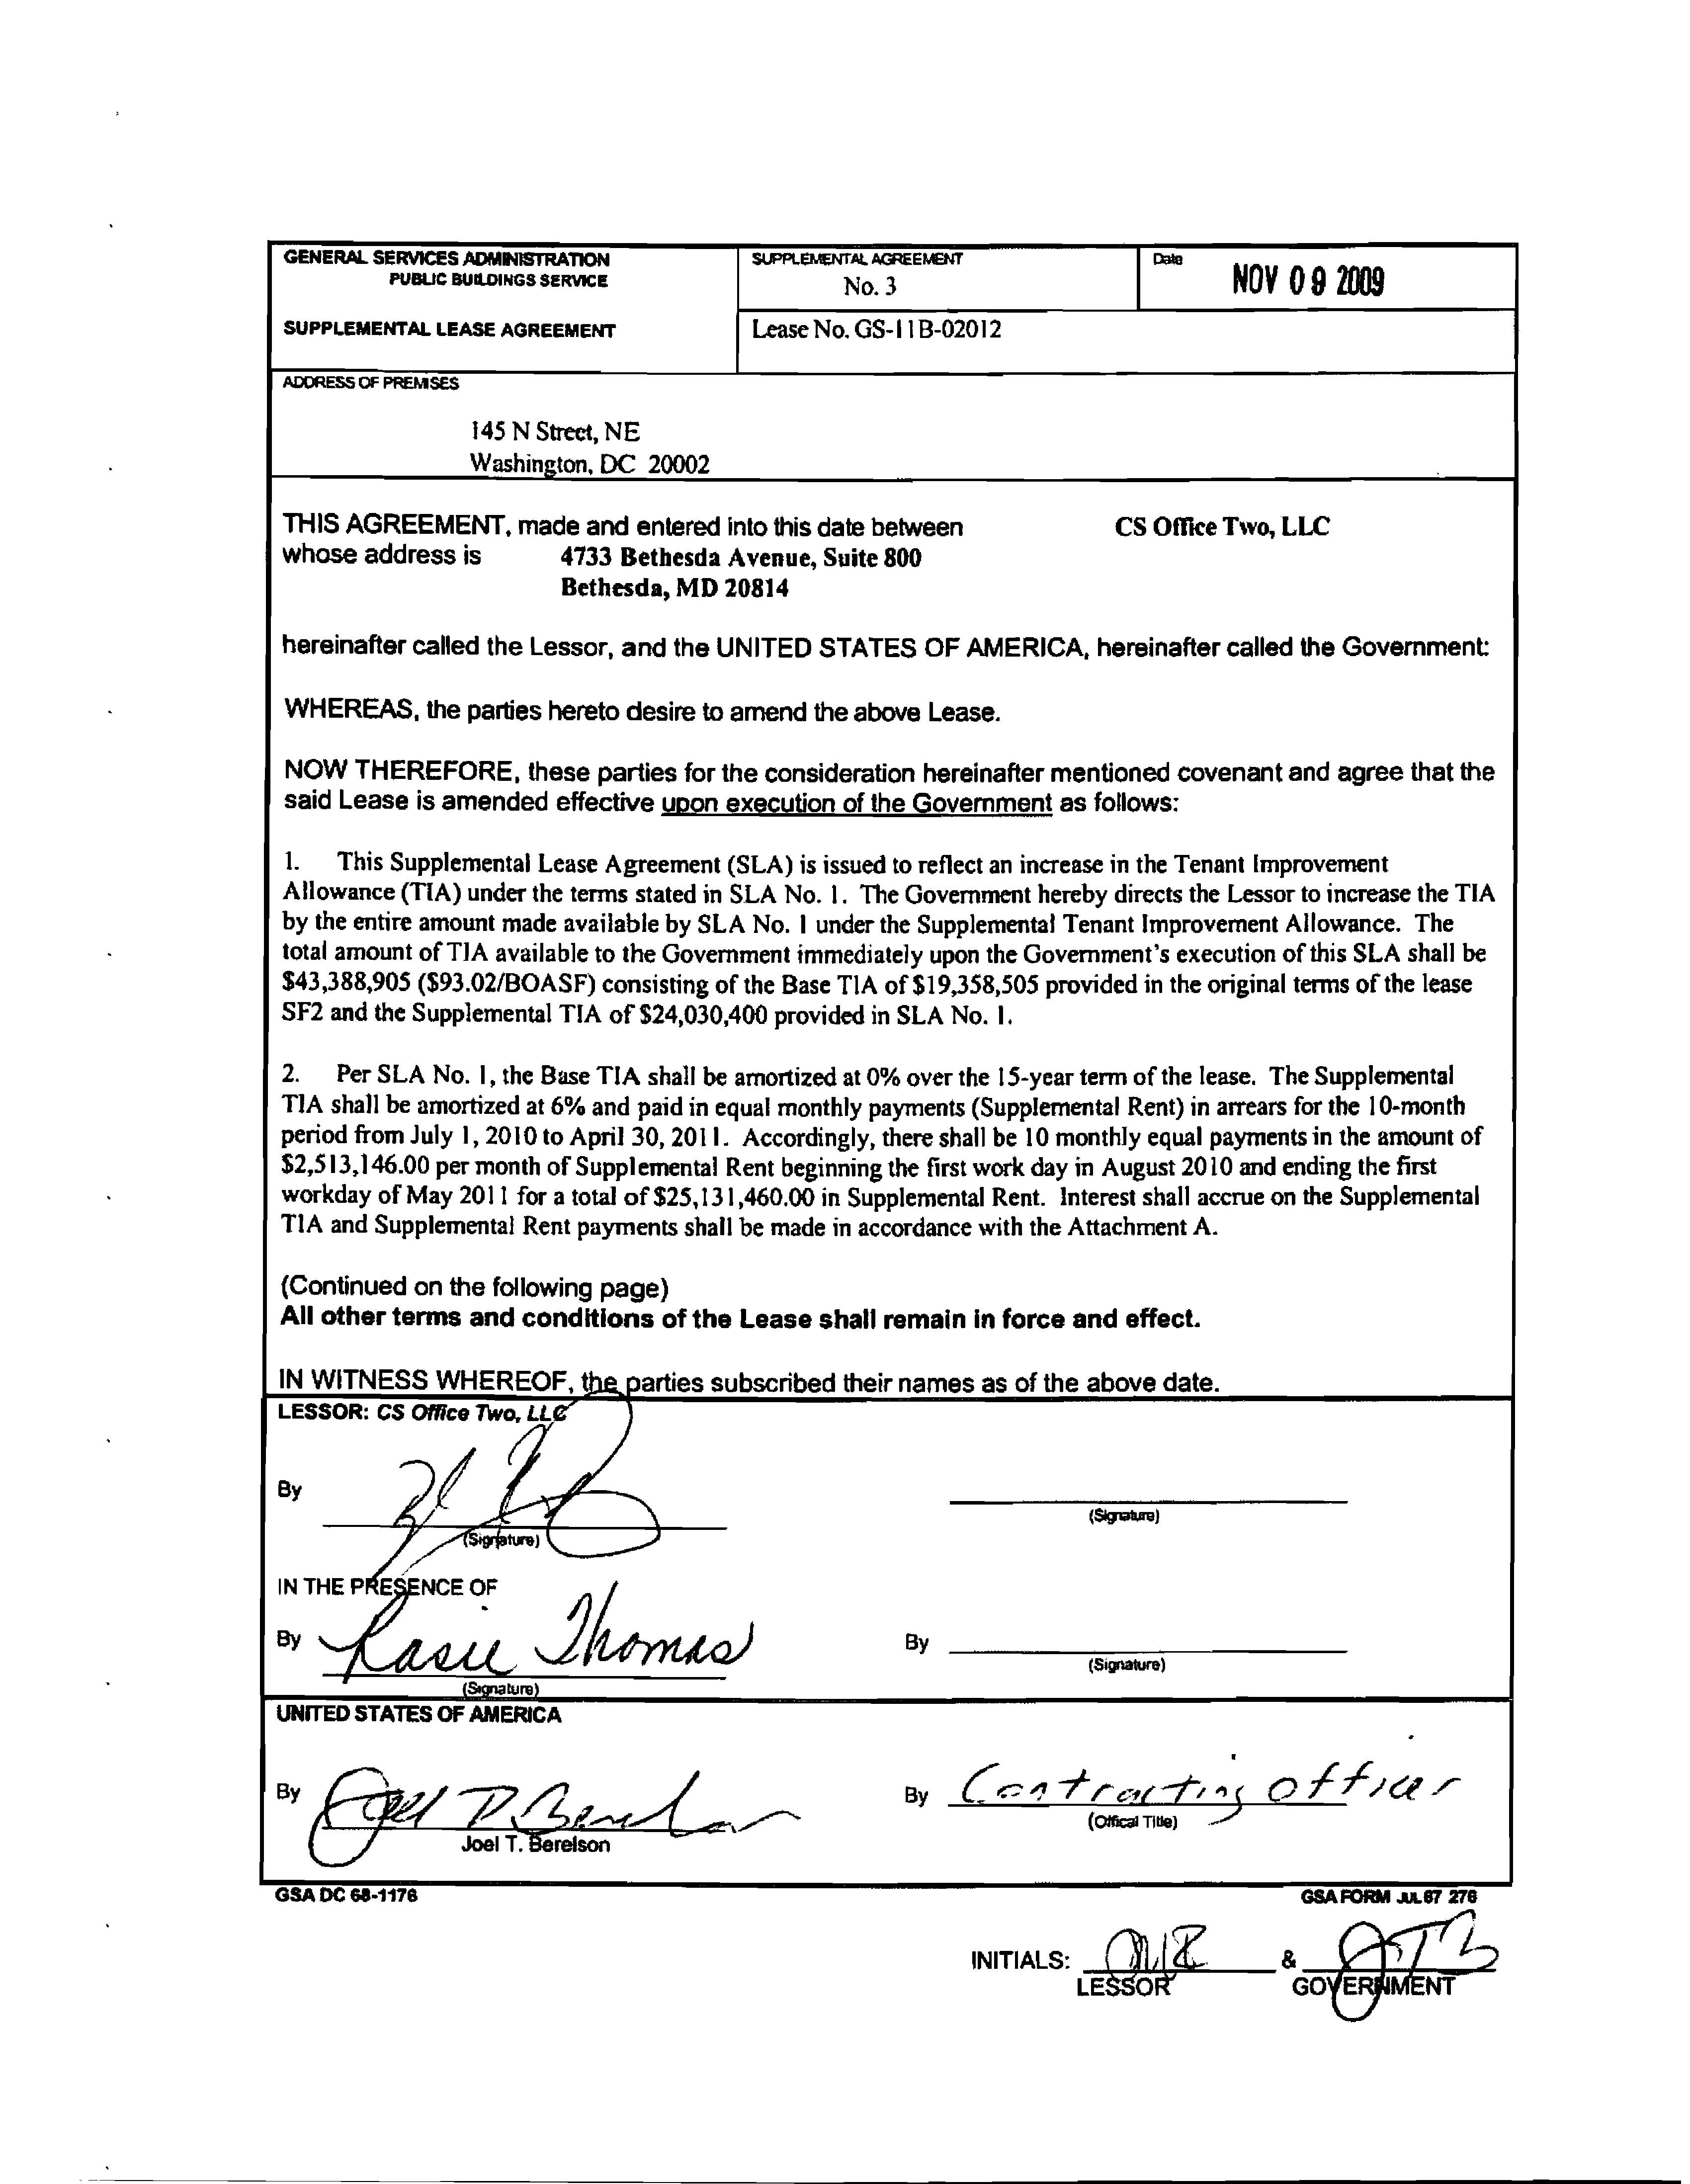 GENERAL SERVICES ADMINISTRATION
PUBLIC BUILDINGS SERVICE
SUPPLEMENTAL LEASE AGREEMENT
SUPPLEMENTAL AGREEMENT
No. 3
Date
NOV 09 2009
Lease No. GS-11B-02012
ADDRESS OF PREMISES
145 N Street, NE
Washington, DC 20002
THIS AGREEMENT, made and entered into this date between CS Office Two, LLC
whose address is 4733 Bethesda Avenue, Suite 800
Bethesda, MD 20814
hereinafter called the Lessor, and the UNITED STATES OF AMERICA, hereinafter called the Government:
WHEREAS, the parties hereto desire to amend the above Lease.
NOW THEREFORE, these parties for the consideration hereinafter mentioned covenant and agree that the
said Lease is amended effective upon execution of the Government as follows:
1. This Supplemental Lease Agreement (SLA) is issued to reflect an increase in the Tenant Improvement
Allowance (TIA) under the terms stated in SLA No. 1. The Government hereby directs the Lessor to increase the TIA
by the entire amount made available by SLA No. 1 under the Supplemental Tenant Improvement Allowance. The
total amount of TIA available to the Government immediately upon the Government's execution of this SLA shall be
$43,388,905 ($93.02/BOASF) consisting of the Base TIA of $19,358,505 provided in the original terms of the lease
SF2 and the Supplemental TIA of $24,030,400 provided in SLA No. 1.
2. Per SLA No. 1, the Base TIA shall be amortized at 0% over the 15-year term of the lease. The Supplemental
TIA shall be amortized at 6% and paid in equal monthly payments (Supplemental Rent) in arrears for the 10-month
period from July 1, 2010 to April 30, 2011. Accordingly, there shall be 10 monthly equal payments in the amount of
$2,513,146.00 per month of Supplemental Rent beginning the first work day in August 2010 and ending the first
workday of May 2011 for a total of $25,131,460.00 in Supplemental Rent. Interest shall accrue on the Supplemental
TIA and Supplemental Rent payments shall be made in accordance with the Attachment A.
(Continued on the following page)
All other terms and conditions of the Lease shall remain in force and effect.
IN WITNESS WHEREOF, the parties subscribed their names as of the above date.
LESSOR: CS Office Two, LLC
By
(Signature)
(Signature)
IN THE PRESENCE OF
By Kasie Thomas
(Signature)
By
(Signature)
UNITED STATES OF AMERICA
By
Joel T. Berelson
By Contracting officer
(Offical Title)
GSA DC 68-1176
GSA FORM JUL 67 276
INITIALS: &
JTB
LESSOR GOVERNMENT